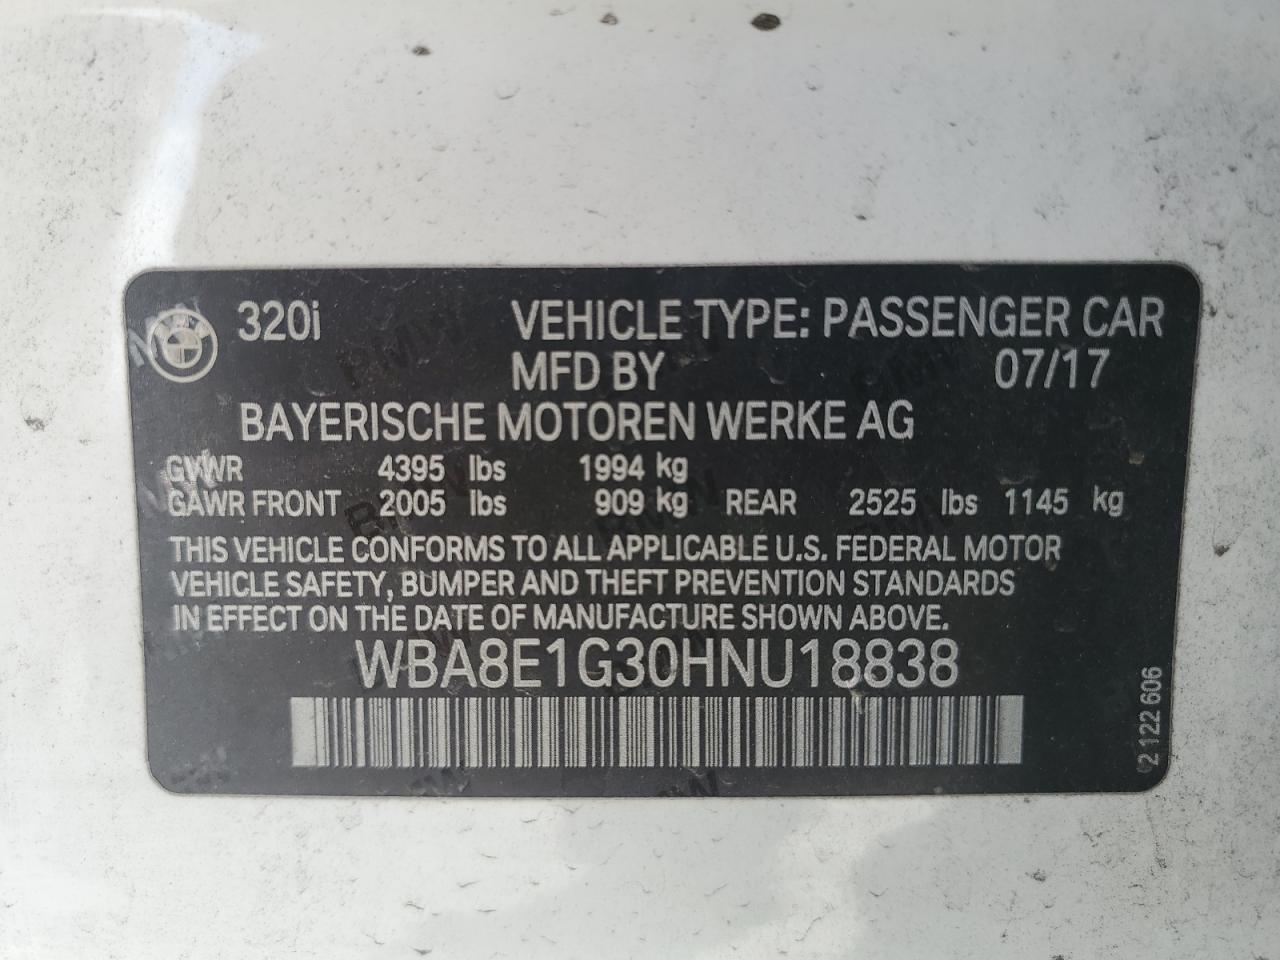 320i VEHICLE TYPE: PASSENGER CAR
MFD BY 07/17
BAYERISCHE MOTOREN WERKE AG
GVWR 4395 lbs 1994 kg
GAWR FRONT 2005 lbs 909 kg REAR 2525 lbs 1145 kg
THIS VEHICLE CONFORMS TO ALL APPLICABLE U.S. FEDERAL MOTOR
VEHICLE SAFETY, BUMPER AND THEFT PREVENTION STANDARDS
IN EFFECT ON THE DATE OF MANUFACTURE SHOWN ABOVE.
WBA8E1G30HNU18838
2 122 606